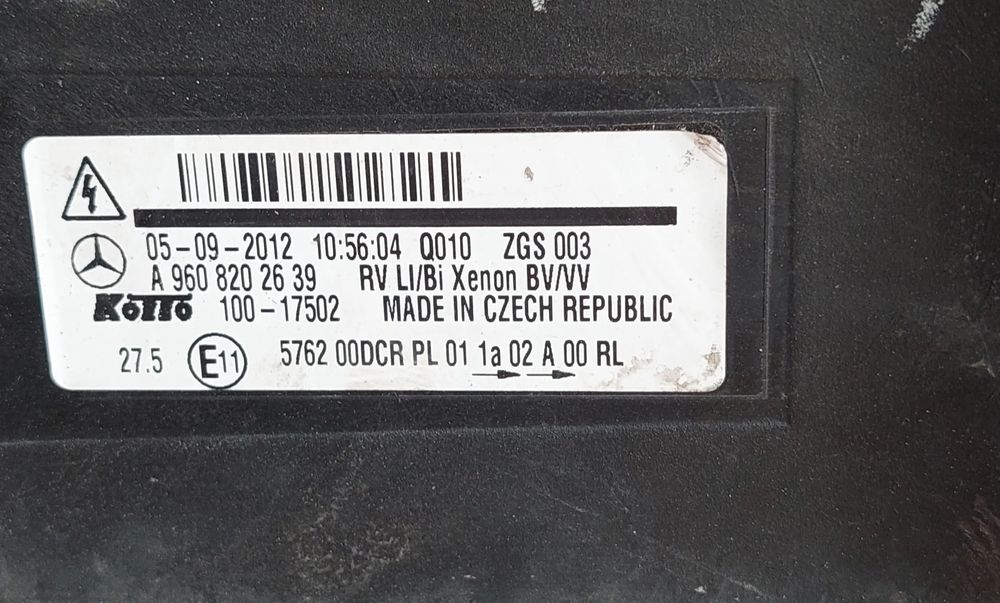 05-09-2012 10:56:04 Q010 ZGS 003
A 960 820 26 39 RV LI/Bi Xenon BV/VV
KOITO 100-17502 MADE IN CZECH REPUBLIC
27.5 E11 5762 00DCR PL 01 1a 02 A 00 RL